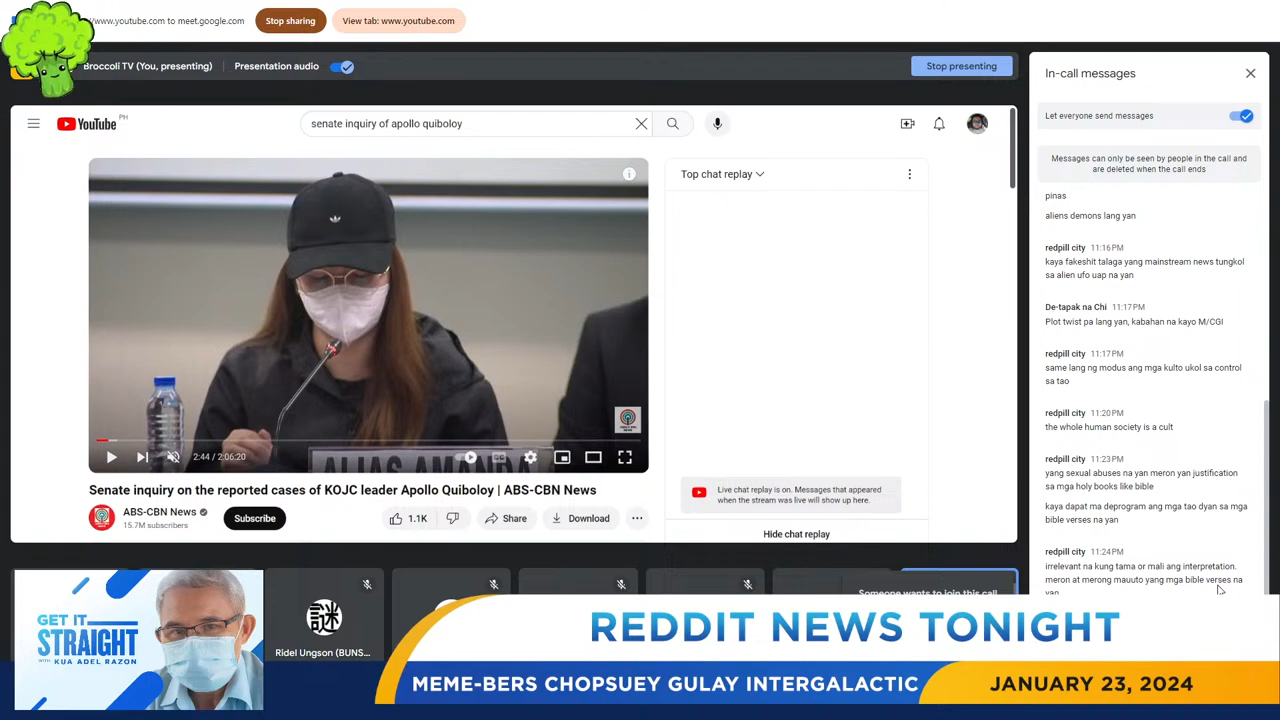 /www.youtube.com to meet.google.com
Stop sharing
View tab: www.youtube.com
Broccoli TV (You, presenting)
Presentation audio
Stop presenting
YouTube PH
senate inquiry of apollo quiboloy
Top chat replay
2:44 / 2:06:20
ALIAS AMANDA
Live chat replay is on. Messages that appeared
when the stream was live will show up here.
Hide chat replay
Senate inquiry on the reported cases of KOJC leader Apollo Quiboloy | ABS-CBN News
ABS-CBN News
15.7M subscribers
Subscribe
1.1K
Share
Download
In-call messages
Let everyone send messages
Messages can only be seen by people in the call and
are deleted when the call ends
pinas
aliens demons lang yan
redpill city 11:16 PM
kaya fakeshit talaga yang mainstream news tungkol
sa alien ufo uap na yan
De-tapak na Chi 11:17 PM
Plot twist pa lang yan, kabahan na kayo M/CGI
redpill city 11:17 PM
same lang ng modus ang mga kulto ukol sa control
sa tao
redpill city 11:20 PM
the whole human society is a cult
redpill city 11:23 PM
yang sexual abuses na yan meron yan justification
sa mga holy books like bible
kaya dapat ma deprogram ang mga tao dyan sa mga
bible verses na yan
redpill city 11:24 PM
irrelevant na kung tama or mali ang interpretation.
meron at merong mauuto yang mga bible verses na
yan
Someone wants to join this call
GET IT
STRAIGHT
WITH KUA ADEL RAZON
謎
Ridel Ungson (BUNS...
REDDIT NEWS TONIGHT
MEME-BERS CHOPSUEY GULAY INTERGALACTIC
JANUARY 23, 2024